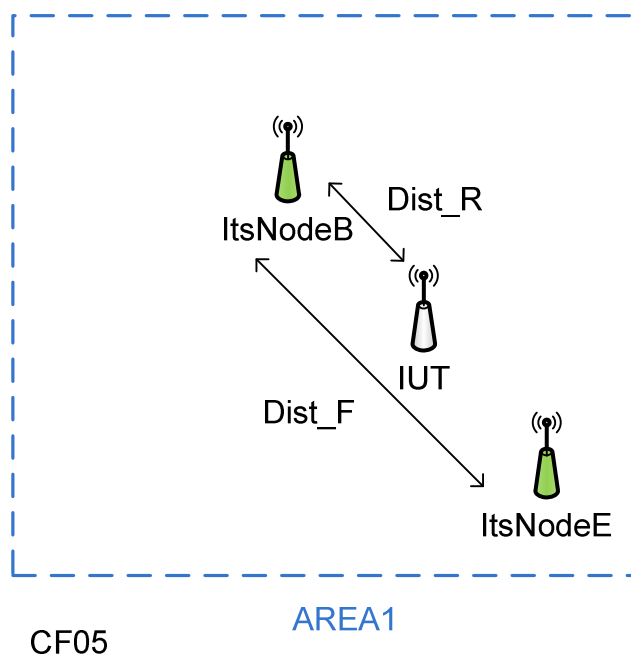 Dist_R
ItsNodeB
IUT
Dist_F
ItsNodeE
AREA1
CF05